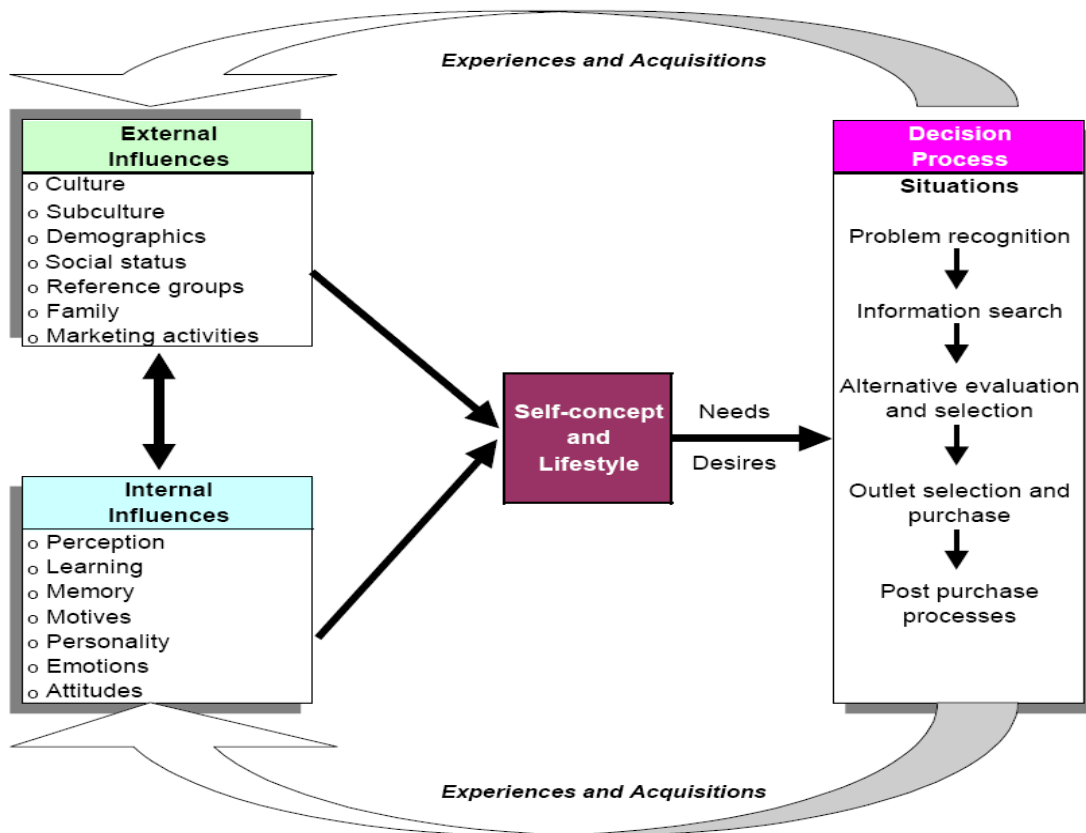 Experiences and Acquisitions
External
Influences
o Culture
o Subculture
o Demographics
o Social status
o Reference groups
o Family
o Marketing activities
Internal
Influences
o Perception
o Learning
o Memory
o Motives
o Personality
o Emotions
o Attitudes
Self-concept
and
Lifestyle
Needs
Desires
Decision
Process
Situations
Problem recognition
Information search
Alternative evaluation
and selection
Outlet selection and
purchase
Post purchase
processes
Experiences and Acquisitions